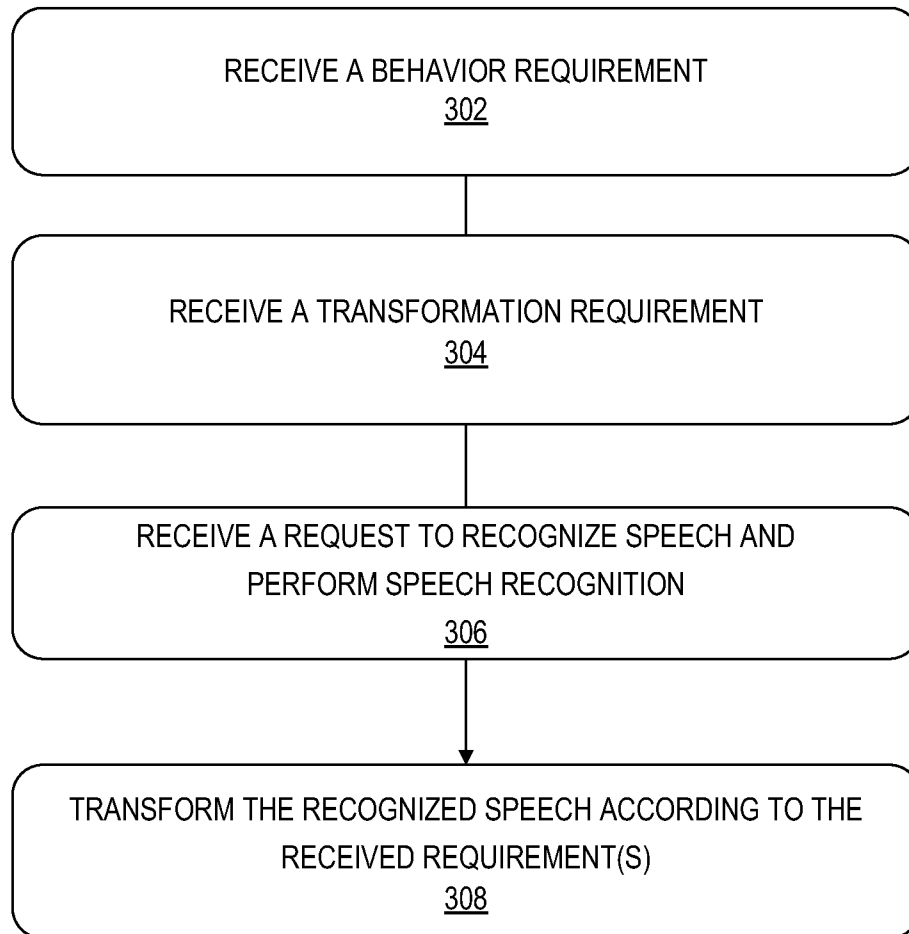 RECEIVE A BEHAVIOR REQUIREMENT
302
RECEIVE A TRANSFORMATION REQUIREMENT
304
RECEIVE A REQUEST TO RECOGNIZE SPEECH AND
PERFORM SPEECH RECOGNITION
306
TRANSFORM THE RECOGNIZED SPEECH ACCORDING TO THE
RECEIVED REQUIREMENT(S)
308